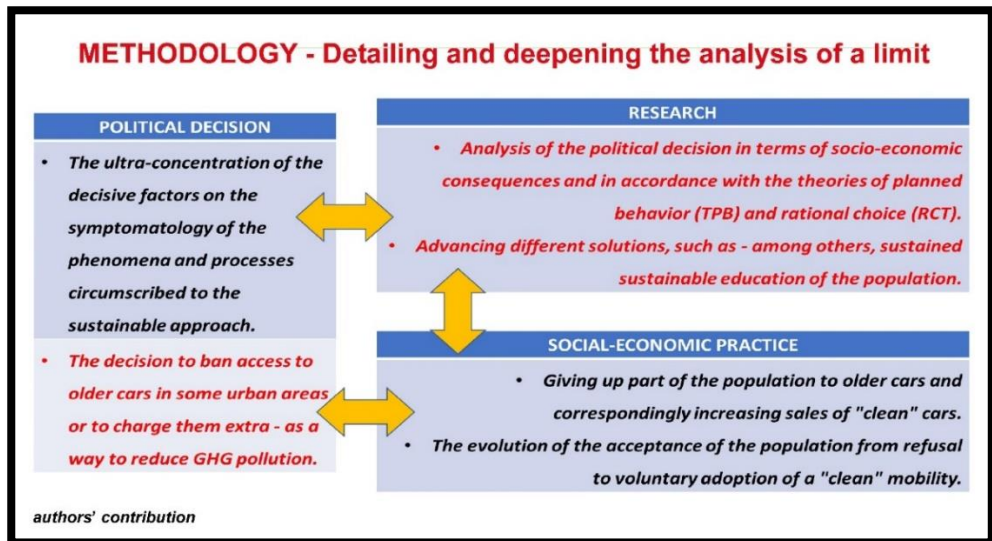 METHODOLOGY - Detailing and deepening the analysis of a limit
POLITICAL DECISION
• The ultra-concentration of the
decisive factors on the
symptomatology of the
phenomena and processes
circumscribed to the
sustainable approach.
• The decision to ban access to
older cars in some urban areas
or to charge them extra - as a
way to reduce GHG pollution.
RESEARCH
• Analysis of the political decision in terms of socio-economic
consequences and in accordance with the theories of planned
behavior (TPB) and rational choice (RCT).
• Advancing different solutions, such as - among others, sustained
sustainable education of the population.
SOCIAL-ECONOMIC PRACTICE
• Giving up part of the population to older cars and
correspondingly increasing sales of "clean" cars.
• The evolution of the acceptance of the population from refusal
to voluntary adoption of a "clean" mobility.
authors' contribution